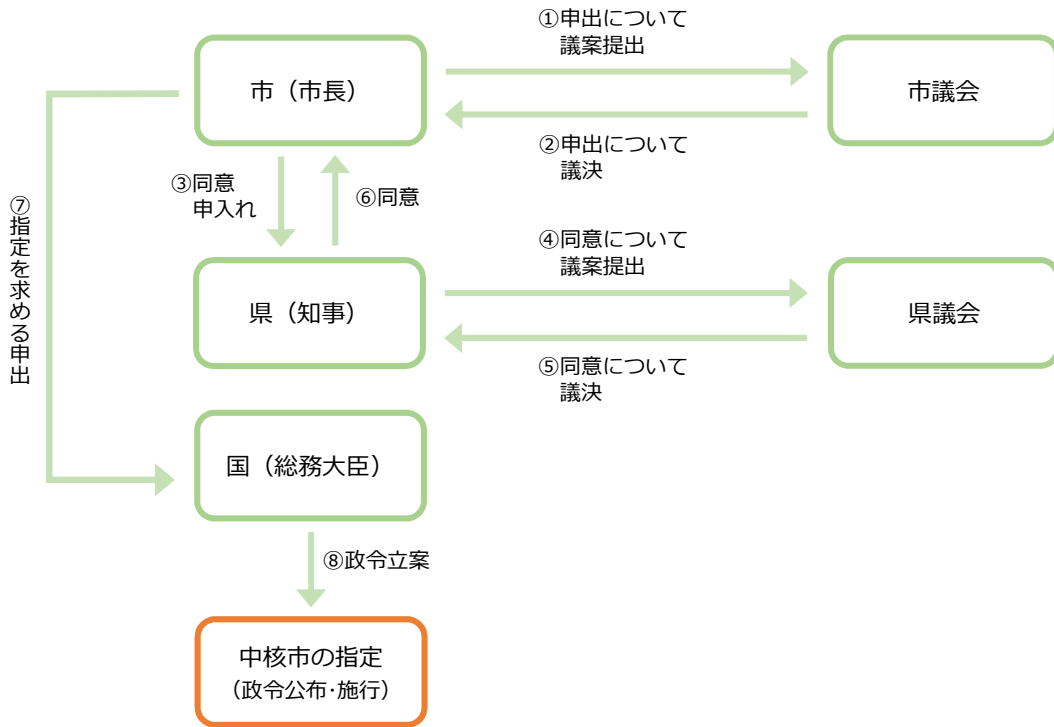 ①申出について
議案提出
市（市長）
市議会
②申出について
議決
③同意
申入れ
⑥同意
④同意について
議案提出
県（知事）
県議会
⑤同意について
議決
⑦指定を求める申出
国（総務大臣）
⑧政令立案
中核市の指定
（政令公布･施行）